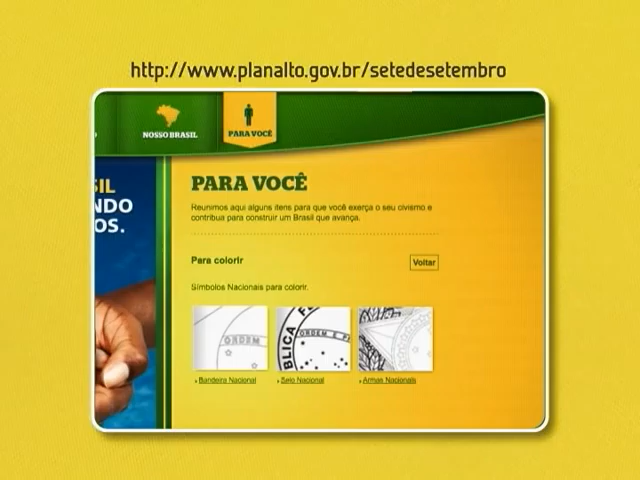 http://www.planalto.gov.br/setedesetembro
NOSSO BRASIL
PARA VOCÊ
SIL
NDO
OS.
PARA VOCÊ
Reunimos aqui alguns itens para que você exerça o seu civismo e
contribua para construir um Brasil que avança.
Para colorir
Voltar
Símbolos Nacionais para colorir.
ORDEM
BLICA FE
ORDEM E P
Bandeira Nacional
Selo Nacional
Armas Nacionais